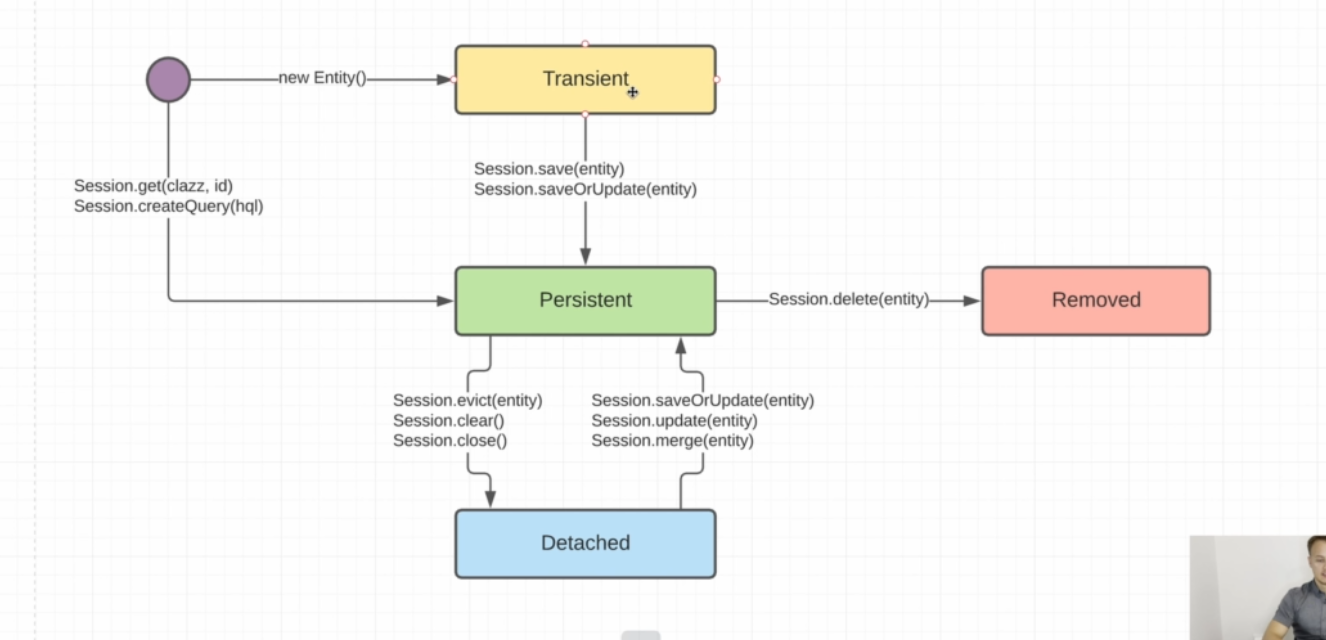 new Entity()
Transient
Session.save(entity)
Session.saveOrUpdate(entity)
Session.get(clazz, id)
Session.createQuery(hql)
Persistent
Session.delete(entity)
Removed
Session.evict(entity)
Session.clear()
Session.close()
Session.saveOrUpdate(entity)
Session.update(entity)
Session.merge(entity)
Detached